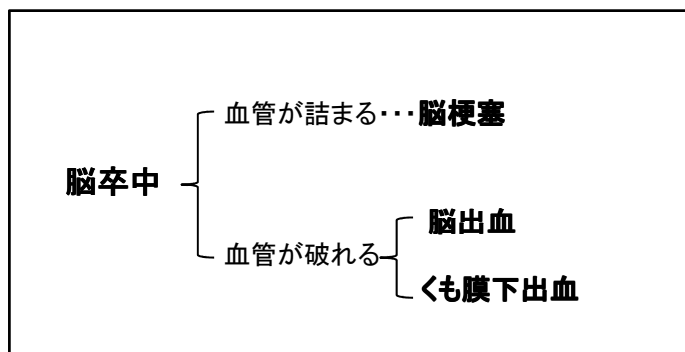 血管が詰まる・・・脳梗塞
脳卒中
脳出血
血管が破れる
くも膜下出血